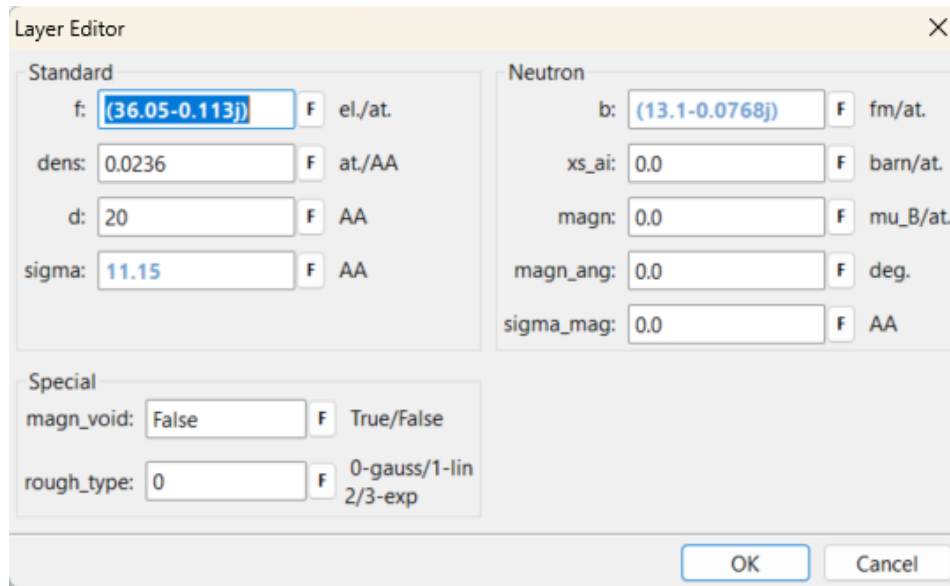 Layer Editor
Standard
f: (36.05-0.113j) F el./at.
dens: 0.0236 F at./AA
d: 20 F AA
sigma: 11.15 F AA
Neutron
b: (13.1-0.0768j) F fm/at.
xs_ai: 0.0 F barn/at.
magn: 0.0 F mu_B/at.
magn_ang: 0.0 F deg.
sigma_mag: 0.0 F AA
Special
magn_void: False F True/False
rough_type: 0 F 0-gauss/1-lin
2/3-exp
OK Cancel